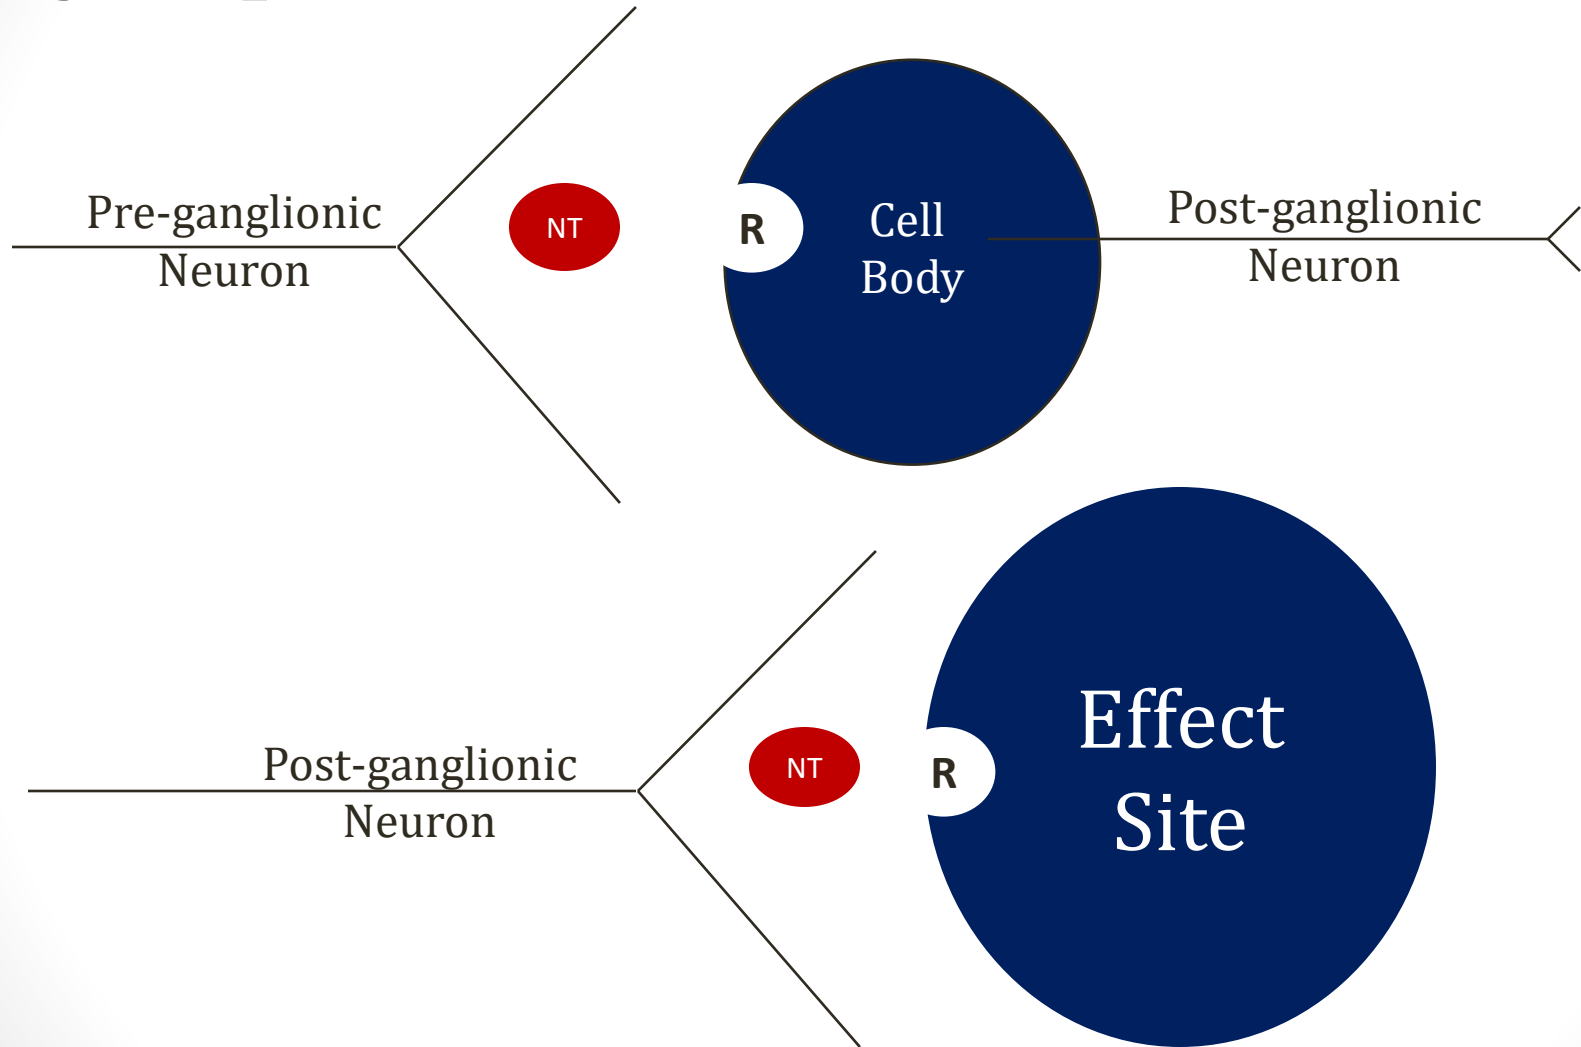 Pre-ganglionic
Neuron
NT
R
Cell
Body
Post-ganglionic
Neuron
Post-ganglionic
Neuron
NT
R
Effect
Site